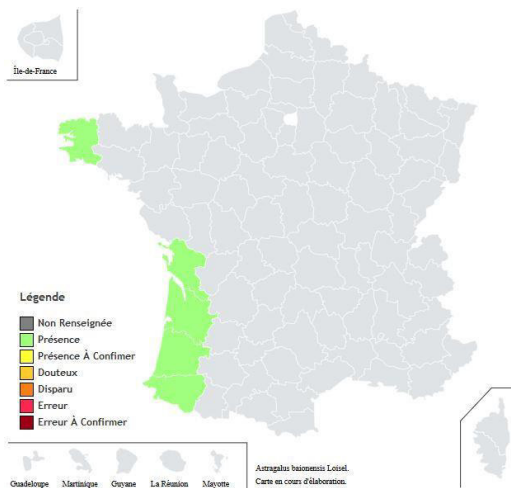 Île-de-France
Légende
Non Renseignée
Présence
Présence À Confimer
Douteux
Disparu
Erreur
Erreur À Confirmer
Guadeloupe Martinique Guyane La Réunion Mayotte
Astragalus baionensis Loisel.
Carte en cours d'élaboration.